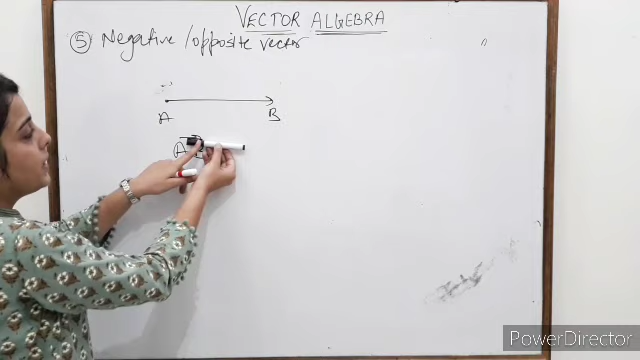 VECTOR ALGEBRA
⑤ Negative/opposite vector
A B
A
PowerDirector